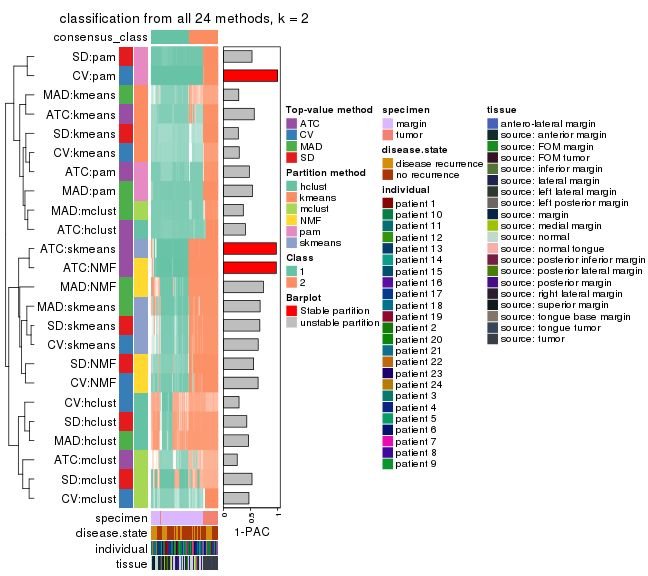 classification from all 24 methods, k = 2
consensus_class
SD:pam
CV:pam
MAD:kmeans
ATC:kmeans
SD:kmeans
CV:kmeans
ATC:pam
MAD:pam
MAD:mclust
ATC:hclust
ATC:skmeans
ATC:NMF
MAD:NMF
MAD:skmeans
SD:skmeans
CV:skmeans
SD:NMF
CV:NMF
CV:hclust
SD:hclust
MAD:hclust
ATC:mclust
SD:mclust
CV:mclust
specimen
disease.state
individual
tissue
0
0.5
1
1-PAC
Top-value method
ATC
CV
MAD
SD
Partition method
hclust
kmeans
mclust
NMF
pam
skmeans
Class
1
2
Barplot
Stable partition
unstable partition
specimen
margin
tumor
disease.state
disease recurrence
no recurrence
individual
patient 1
patient 10
patient 11
patient 12
patient 13
patient 14
patient 15
patient 16
patient 17
patient 18
patient 19
patient 2
patient 20
patient 21
patient 22
patient 23
patient 24
patient 3
patient 4
patient 5
patient 6
patient 7
patient 8
patient 9
tissue
antero-lateral margin
source: anterior margin
source: FOM margin
source: FOM tumor
source: inferior margin
source: lateral margin
source: left lateral margin
source: left posterior margin
source: margin
source: medial margin
source: normal
source: normal tongue
source: posterior inferior margin
source: posterior lateral margin
source: posterior margin
source: right lateral margin
source: superior margin
source: tongue base margin
source: tongue tumor
source: tumor